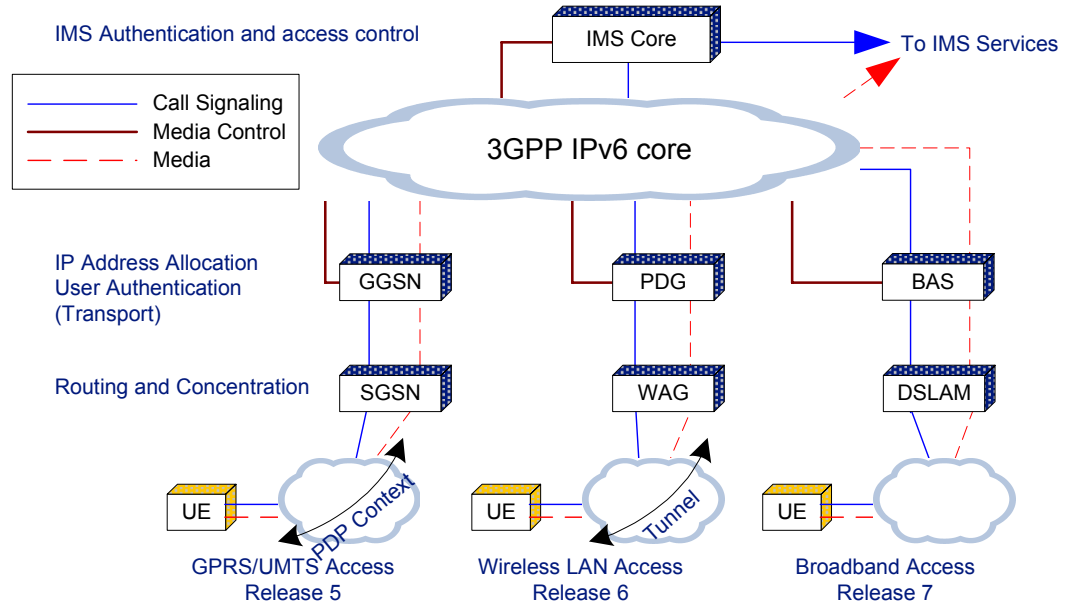 IMS Authentication and access control
IMS Core
To IMS Services
Call Signaling
Media Control
Media
3GPP IPv6 core
IP Address Allocation
User Authentication
(Transport)
GGSN
PDG
BAS
Routing and Concentration
SGSN
WAG
DSLAM
UE
PDP Context
UE
Tunnel
UE
GPRS/UMTS Access
Release 5
Wireless LAN Access
Release 6
Broadband Access
Release 7